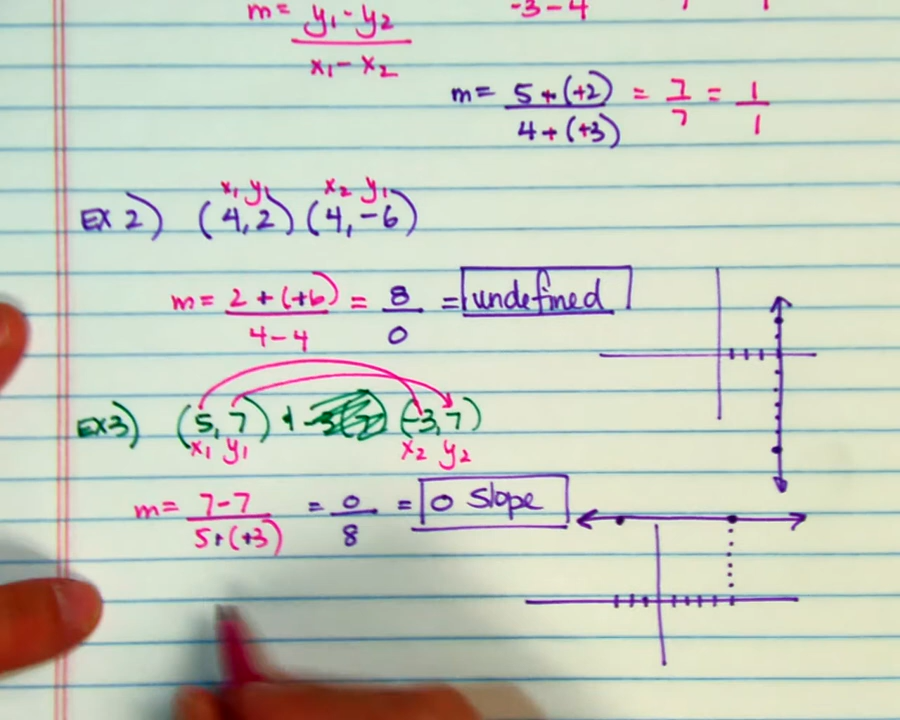 m= y₁-y₂ / x₁-x₂
-3-4
m= 5+(+2) / 4+(+3) = 7/7 = 1/1
x₁ y₁ x₂ y₁
EX 2) (4,2) (4,-6)
m= 2+(+6) / 4-4 = 8/0 = undefined
EX3) (5,7) (-3,7)
x₁ y₁ x₂ y₂
m= 7-7 / 5+(+3) = 0/8 = 0 Slope